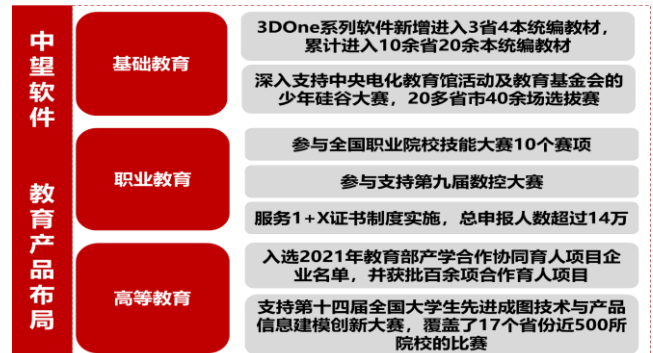 中望软件
教育产品布局
基础教育
3DOne系列软件新增进入3省4本统编教材，
累计进入10余省20余本统编教材
深入支持中央电化教育馆活动及教育基金会的
少年硅谷大赛，20多省市40余场选拔赛
职业教育
参与全国职业院校技能大赛10个赛项
参与支持第九届数控大赛
服务1+X证书制度实施，总申报人数超过14万
高等教育
入选2021年教育部产学合作协同育人项目企
业名单，并获批百余项合作育人项目
支持第十四届全国大学生先进成图技术与产品
信息建模创新大赛，覆盖了17个省份近500所
院校的比赛